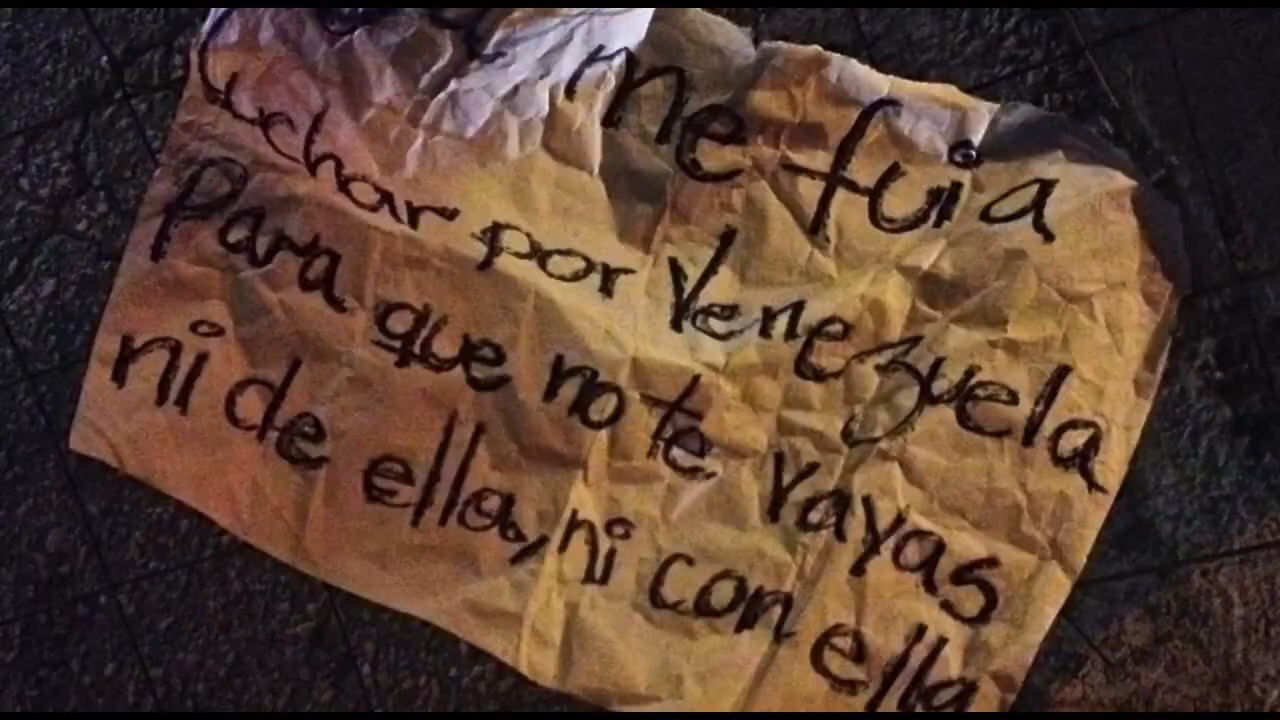 me fui a
Luchar por Venezuela
Para que no te vayas
ni de ella, ni con ella